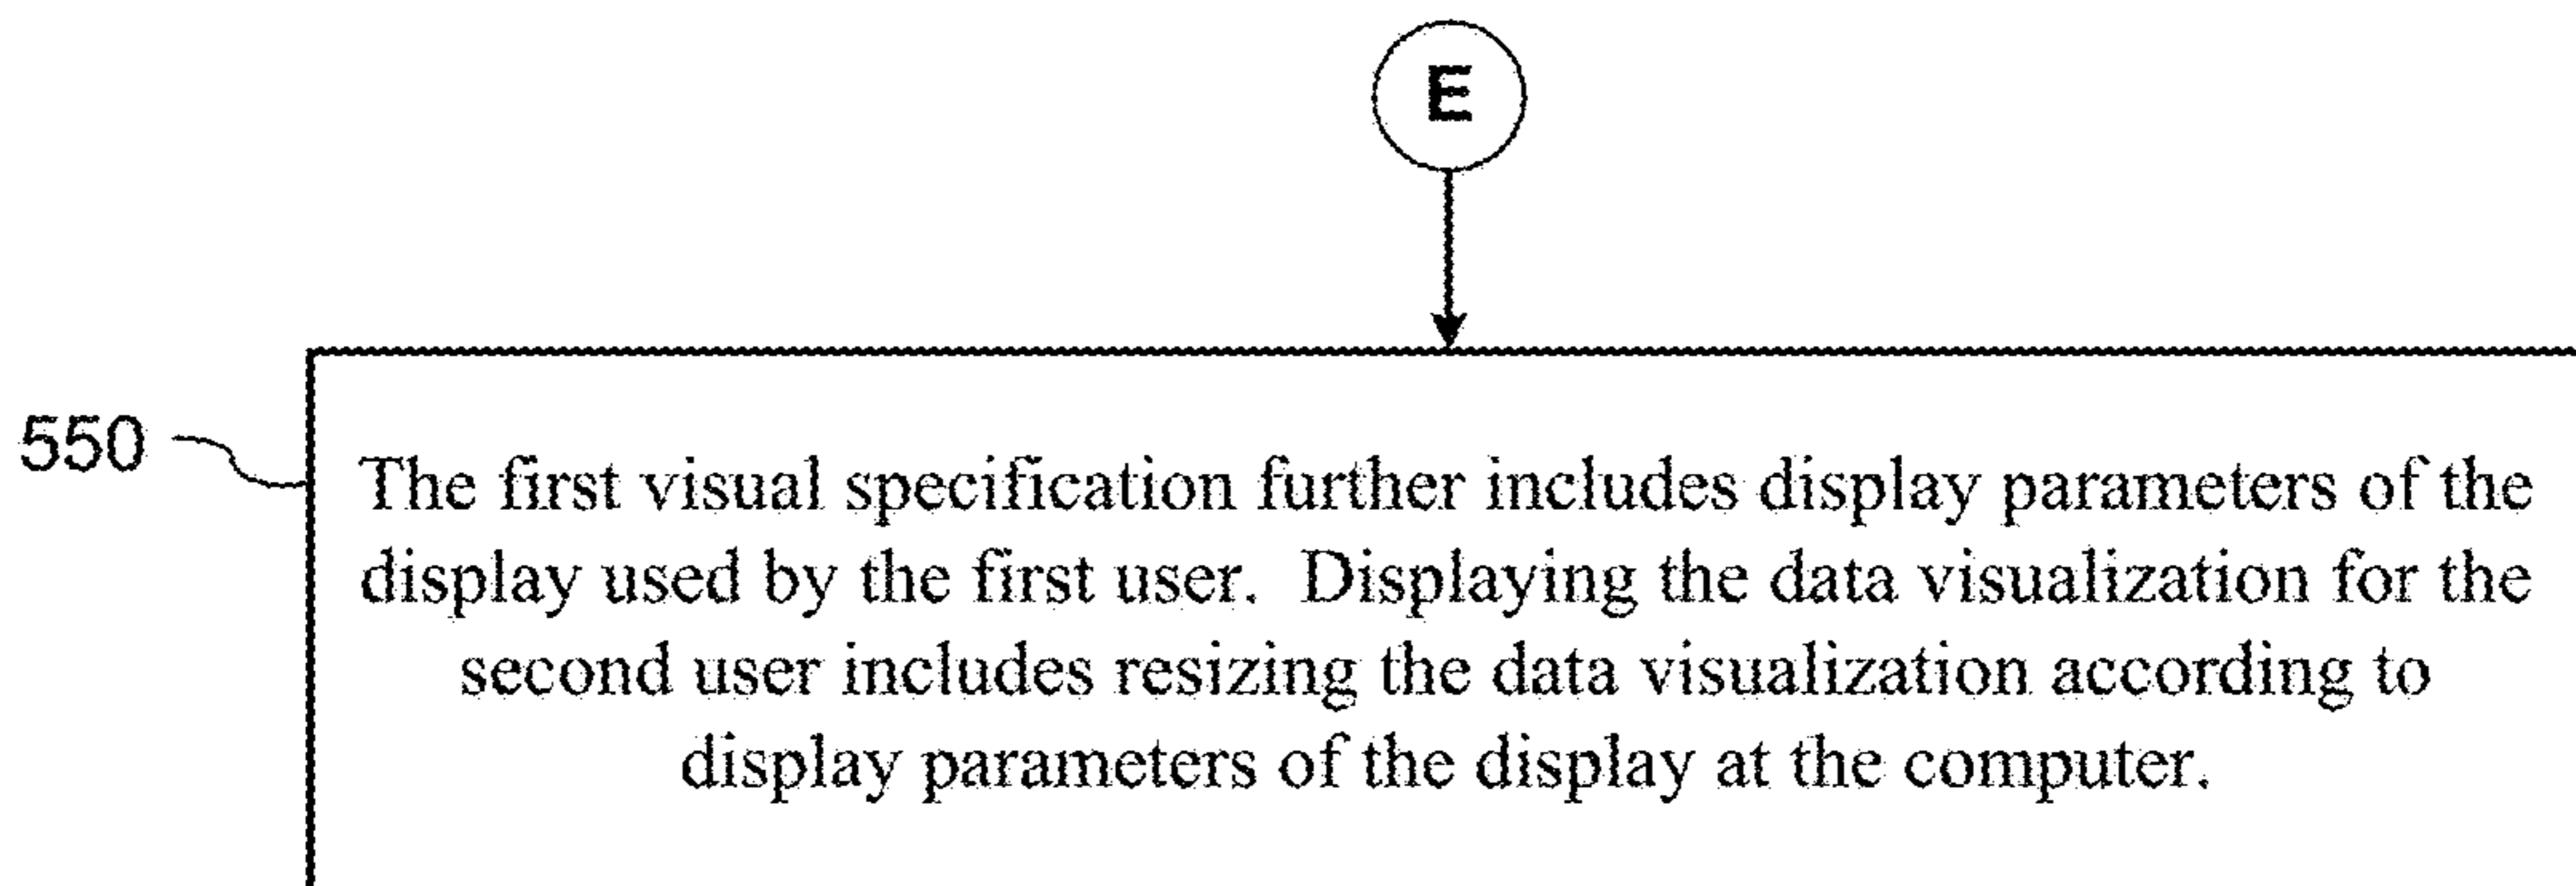 E
550
The first visual specification further includes display parameters of the
display used by the first user.  Displaying the data visualization for the
second user includes resizing the data visualization according to
display parameters of the display at the computer.